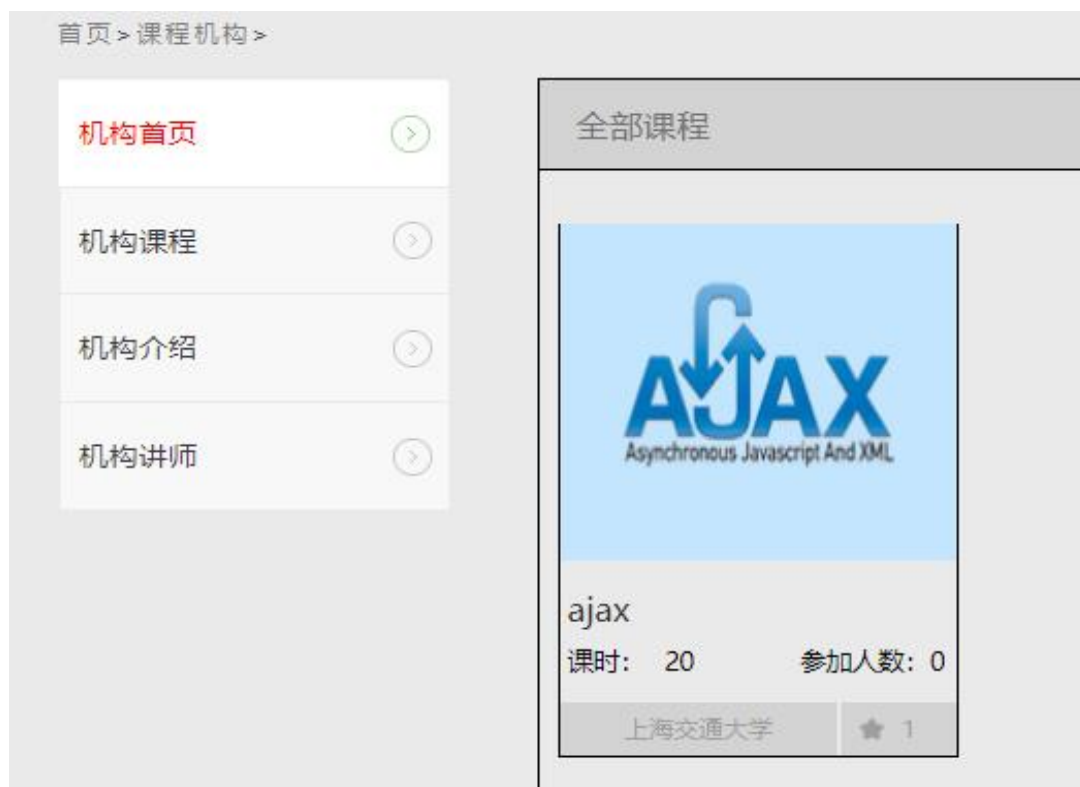 首页>课程机构>
机构首页
机构课程
机构介绍
机构讲师
全部课程
AJAX
Asynchronous Javascript And XML
ajax
课时: 20 参加人数: 0
上海交通大学 ★ 1